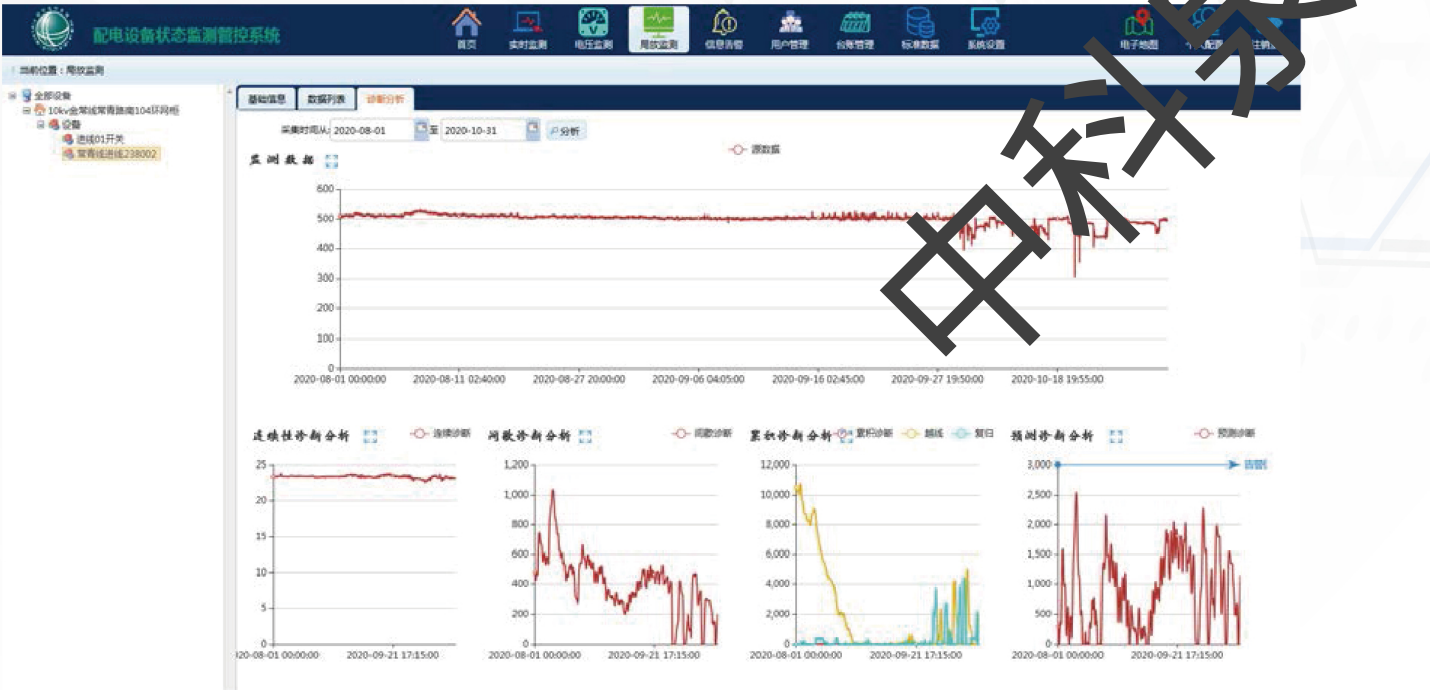 配电设备状态监测管控系统
首页 实时监测 电压监测 局放监测 信息告警 用户管理 台账管理 标准数据 系统设置 电子地图
当前位置：局放监测
全部设备
10kv金常线常青路南104环网柜
设备
进线01开关
常青线进线238002
基础信息 数据列表 诊断分析
采集时间从: 2020-08-01 至 2020-10-31 分析
监测数据
源数据
600
500
400
300
200
100
0
2020-08-01 00:00:00 2020-08-11 02:40:00 2020-08-27 20:00:00 2020-09-06 04:05:00 2020-09-16 02:45:00 2020-09-27 19:50:00 2020-10-18 19:55:00
连续性诊断分析 连续诊断
25
20
15
10
5
0
20-08-01 00:00:00 2020-09-21 17:15:00
间歇诊断分析 间歇诊断
1,200
1,000
800
600
400
200
0
2020-08-01 00:00:00 2020-09-21 17:15:00
累积诊断分析 累积诊断 越线 复归
12,000
10,000
8,000
6,000
4,000
2,000
0
2020-08-01 00:00:00 2020-09-21 17:15:00
预测诊断分析 预测诊断
3,000
2,500
2,000
1,500
1,000
500
0
2020-08-01 00:00:00 2020-09-21 17:15:00
中科